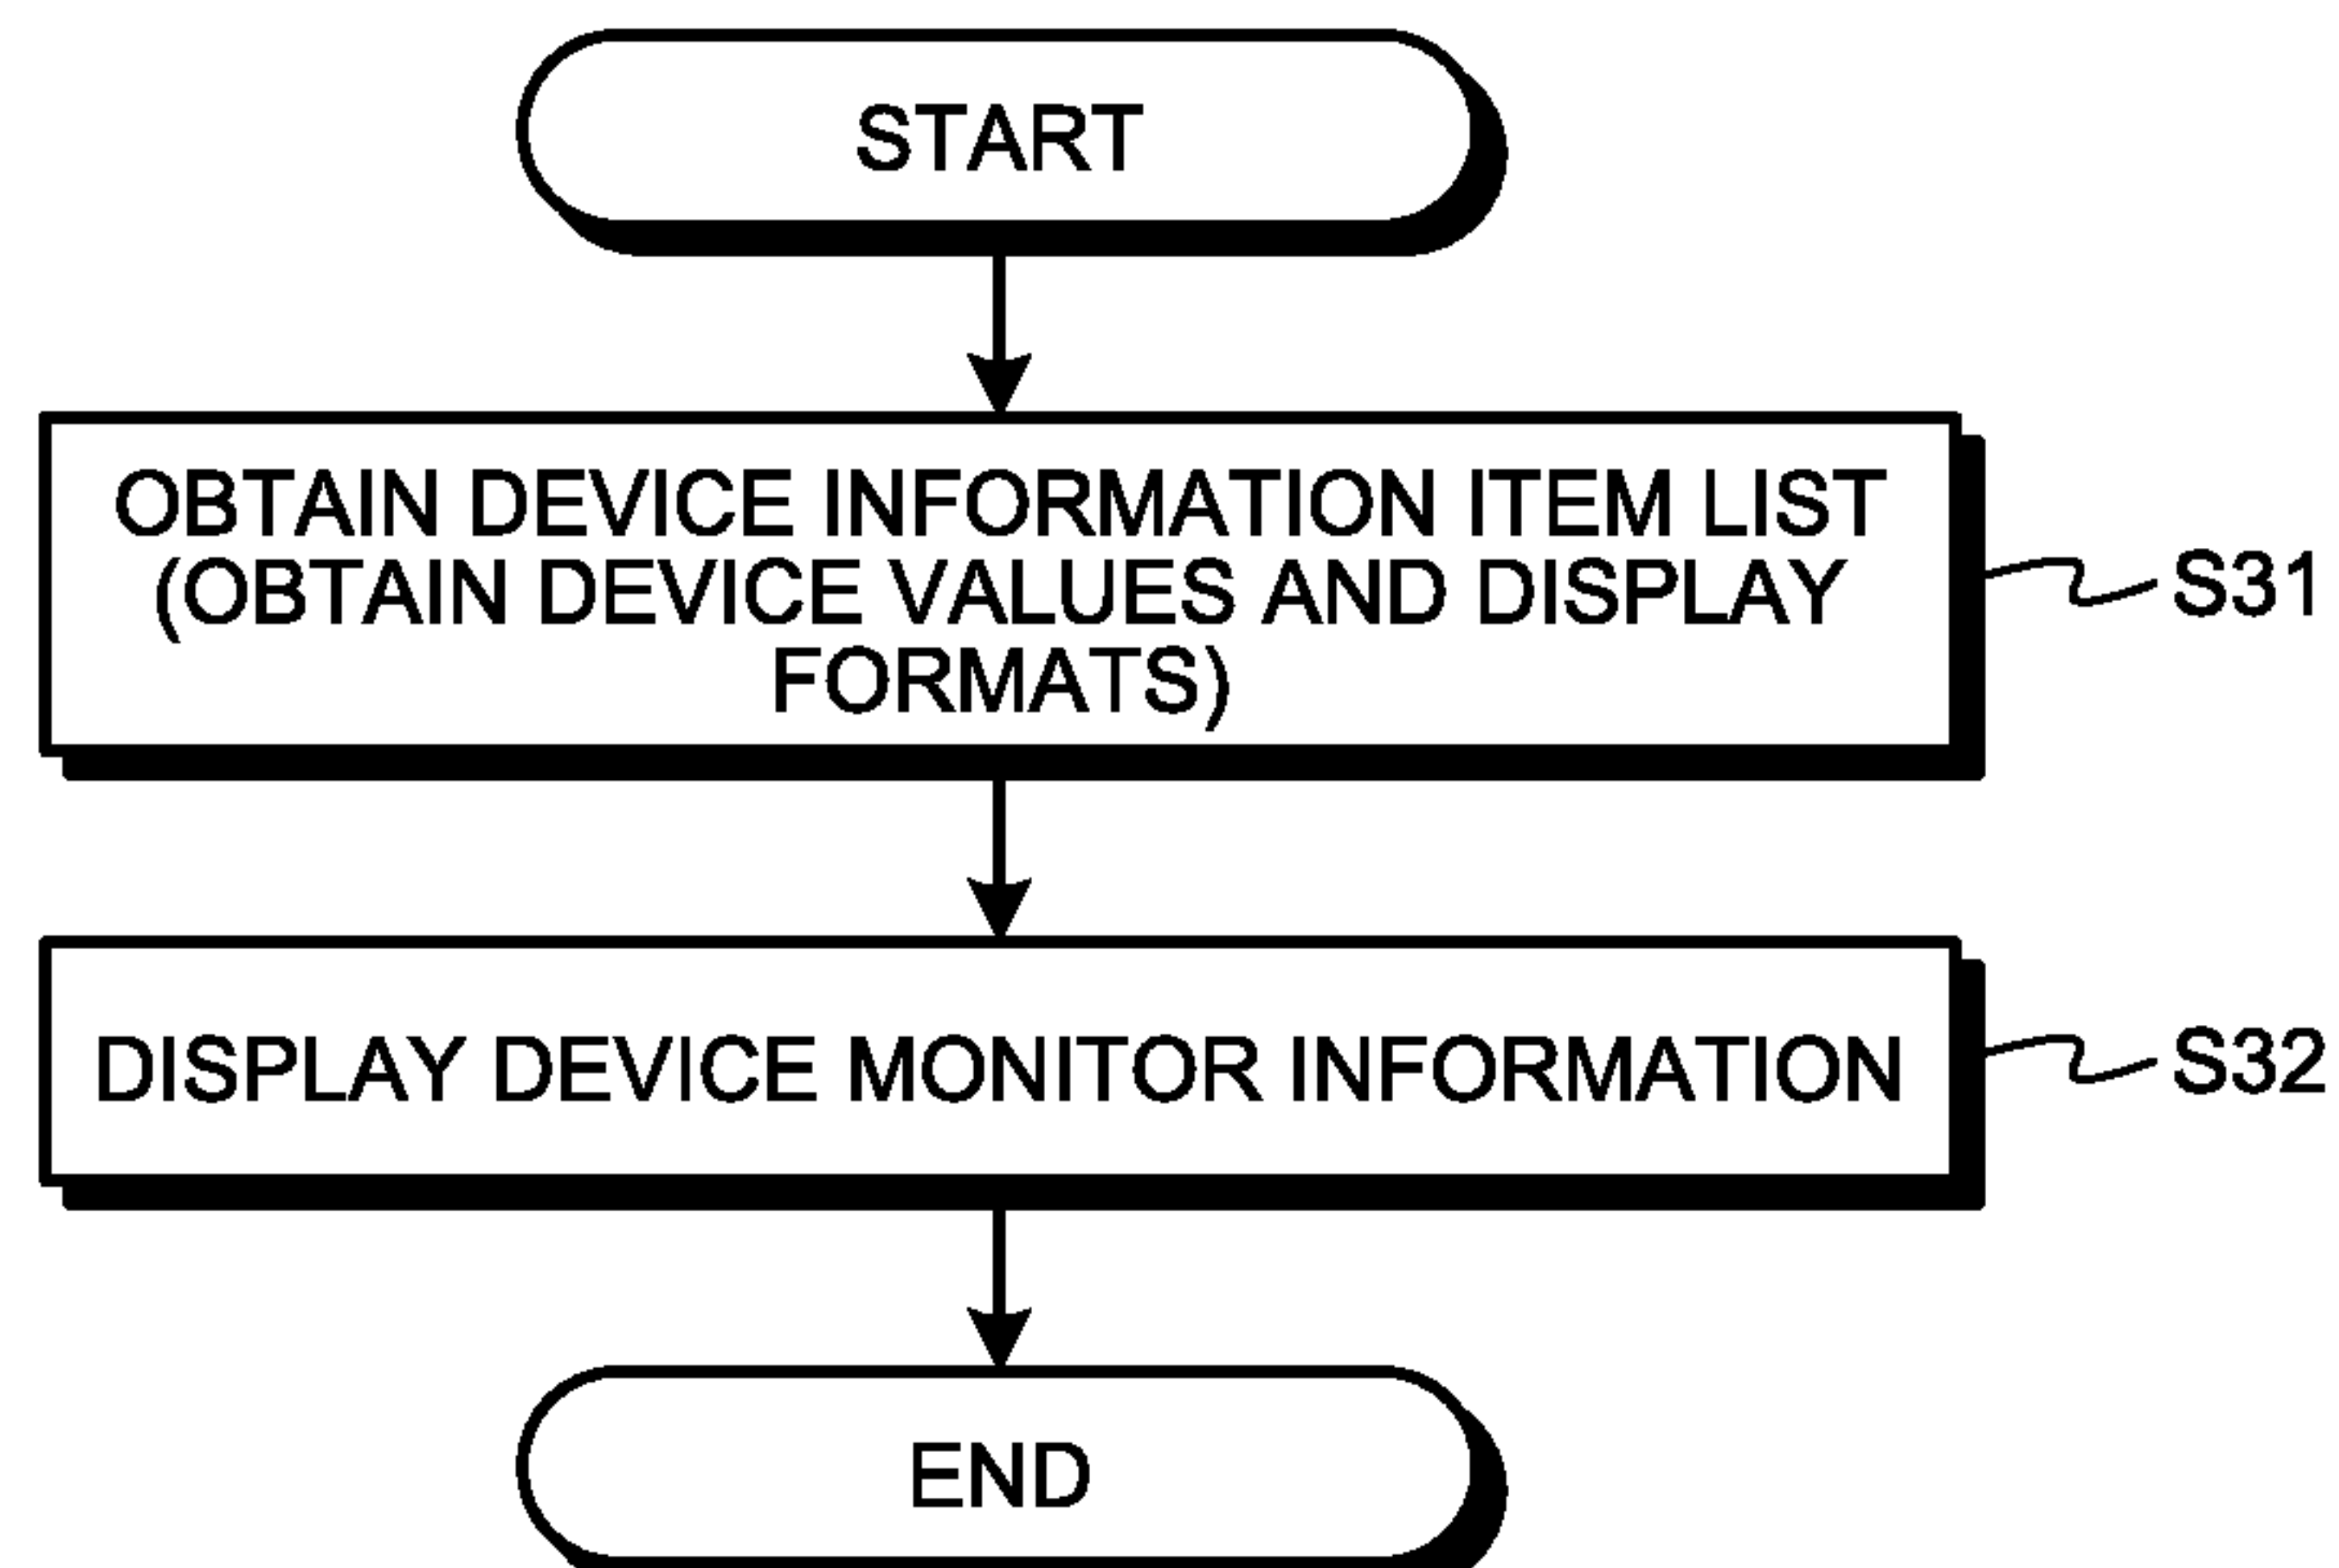 START
OBTAIN DEVICE INFORMATION ITEM LIST
(OBTAIN DEVICE VALUES AND DISPLAY
FORMATS)
S31
DISPLAY DEVICE MONITOR INFORMATION
S32
END